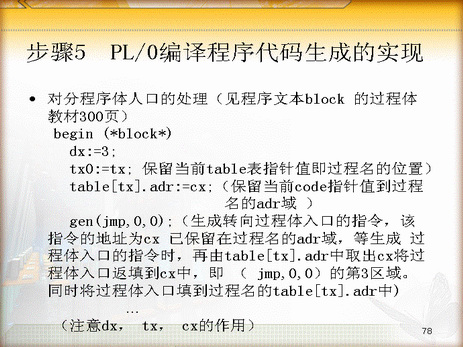 步骤5 PL/0编译程序代码生成的实现
• 对分程序体人口的处理（见程序文本block 的过程体
教材300页）
begin (*block*)
dx:=3;
tx0:=tx; 保留当前table表指针值即过程名的位置）
table[tx].adr:=cx;（保留当前code指针值到过程
名的adr域 ）
gen(jmp,0,0);（生成转向过程体入口的指令，该
指令的地址为cx 已保留在过程名的adr域，等生成 过
程体入口的指令时，再由table[tx].adr中取出cx将过
程体入口返填到cx中，即 （ jmp,0,0）的第3区域。
同时将过程体入口填到过程名的table[tx].adr中)
…
（注意dx， tx， cx的作用）
78